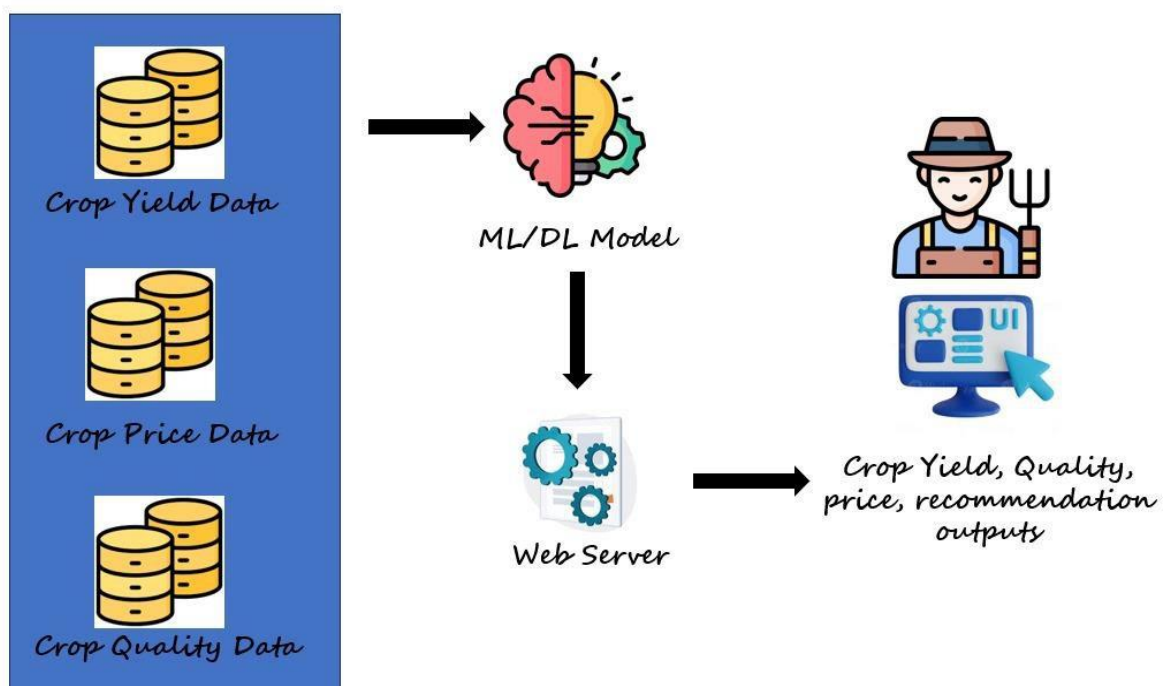 Crop Yield Data
Crop Price Data
Crop Quality Data
ML/DL Model
Web Server
UI
Crop Yield, Quality,
price, recommendation
outputs